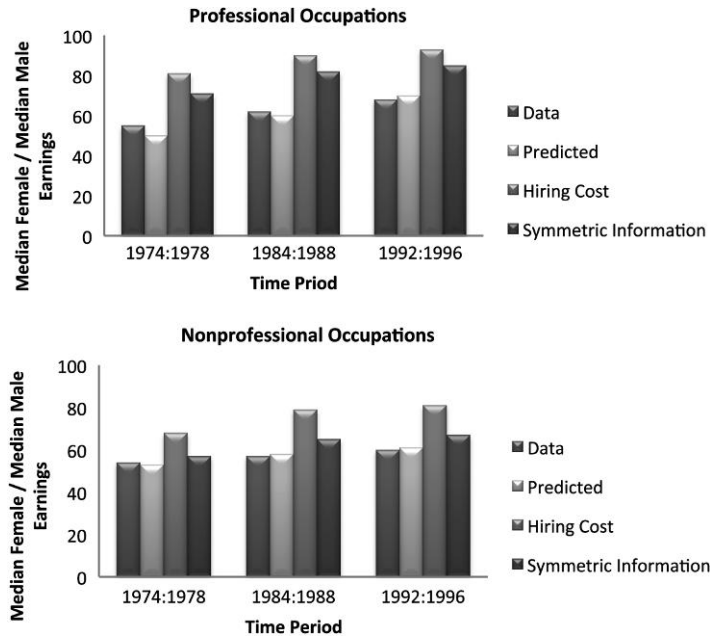 Professional Occupations
Median Female / Median Male
Earnings
100
80
60
40
20
0
1974:1978 1984:1988 1992:1996
Time Priod
Data
Predicted
Hiring Cost
Symmetric Information
Nonprofessional Occupations
Median Female / Median Male
Earnings
100
80
60
40
20
0
1974:1978 1984:1988 1992:1996
Time Period
Data
Predicted
Hiring Cost
Symmetric Information